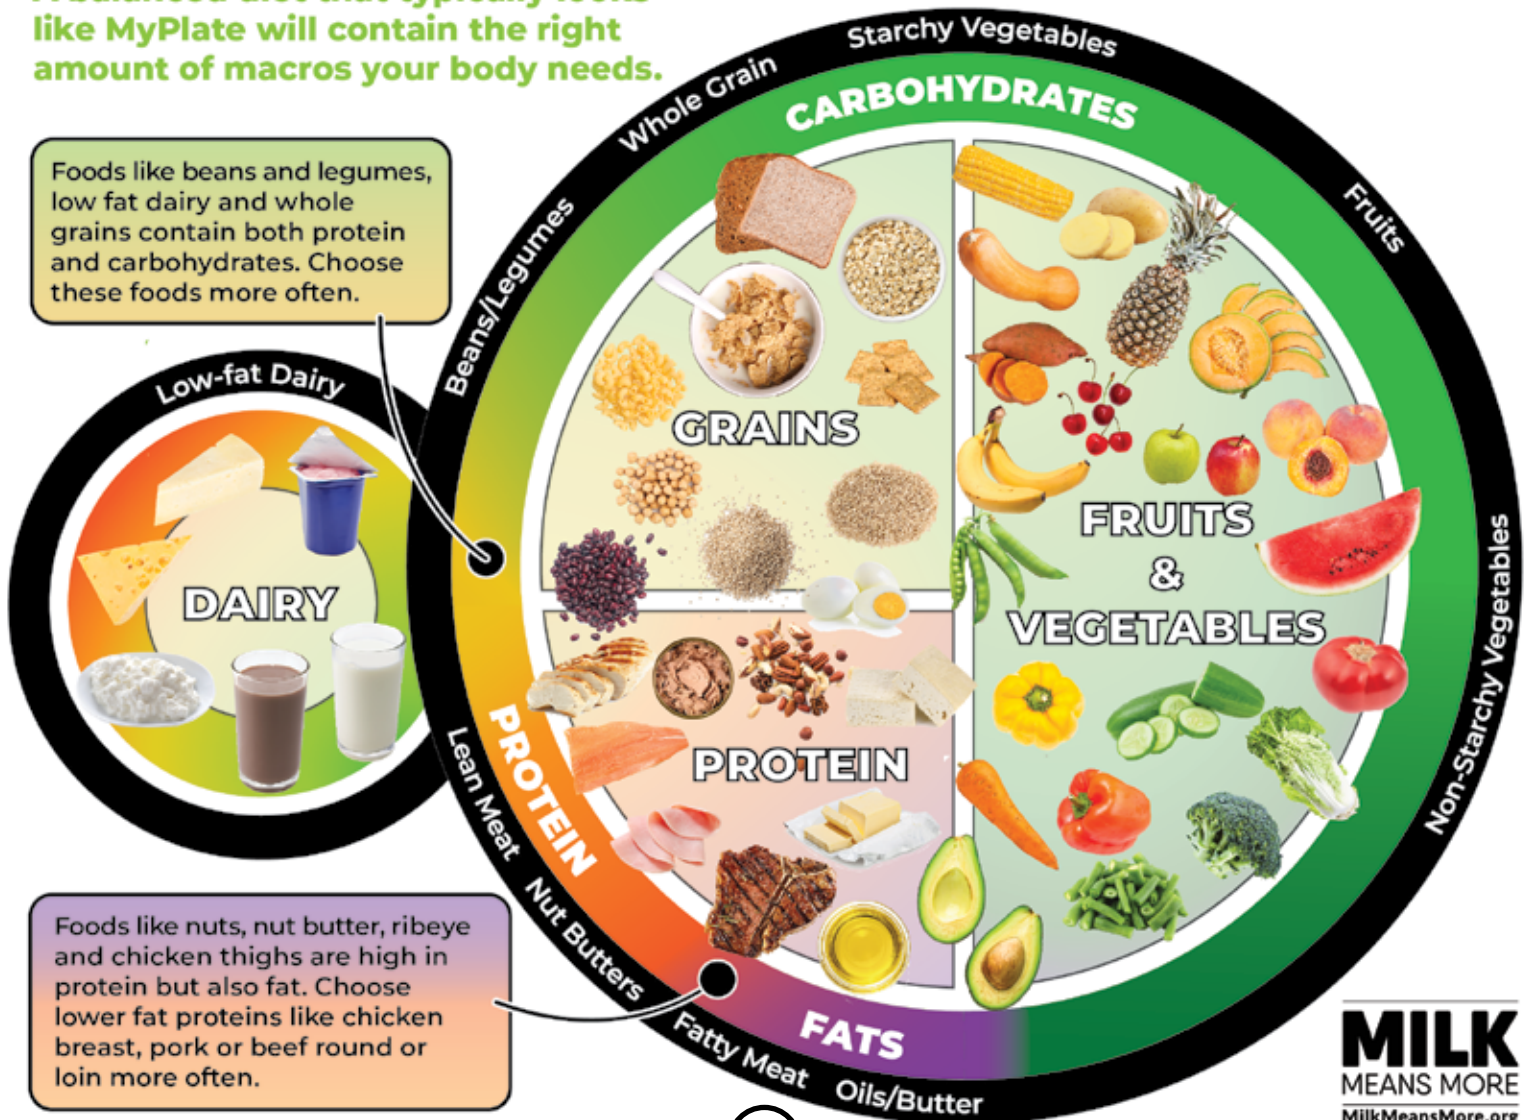 like MyPlate will contain the right
amount of macros your body needs.
Starchy Vegetables
Whole Grain
CARBOHYDRATES
Fruits
Foods like beans and legumes,
low fat dairy and whole
grains contain both protein
and carbohydrates. Choose
these foods more often.
Beans/Legumes
Low-fat Dairy
GRAINS
FRUITS
&
VEGETABLES
DAIRY
Non-Starchy Vegetables
PROTEIN
PROTEIN
Lean Meat
Nut Butters
Foods like nuts, nut butter, ribeye
and chicken thighs are high in
protein but also fat. Choose
lower fat proteins like chicken
breast, pork or beef round or
loin more often.
FATS
Fatty Meat
Oils/Butter
MILK
MEANS MORE
MilkMeansMore.org